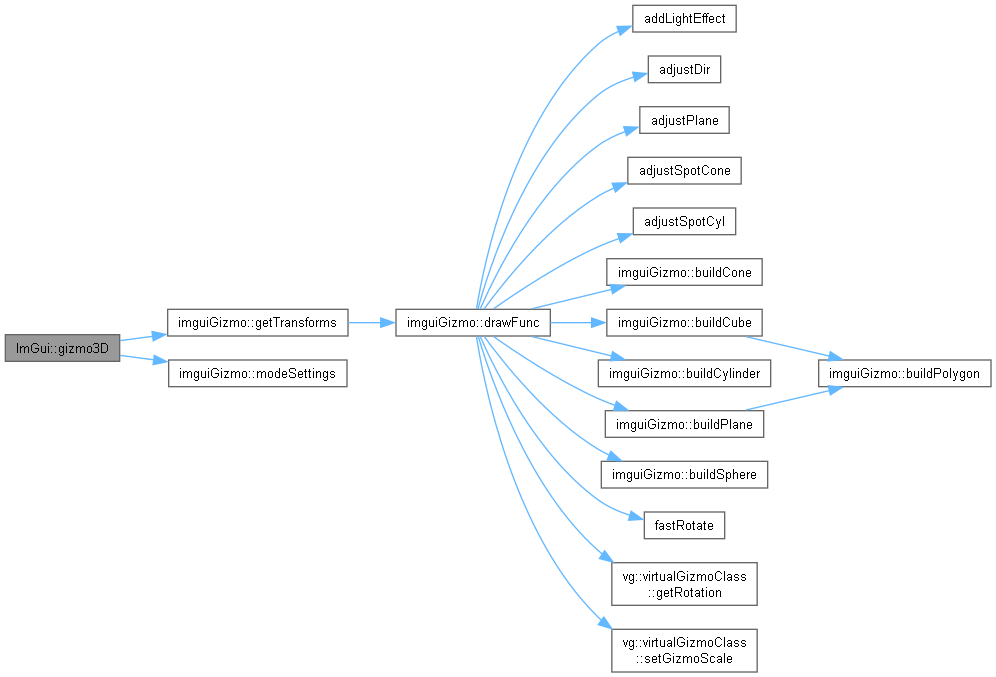 addLightEffect
adjustDir
adjustPlane
adjustSpotCone
adjustSpotCyl
imguiGizmo::buildCone
imguiGizmo::getTransforms
imguiGizmo::drawFunc
imguiGizmo::buildCube
ImGui::gizmo3D
imguiGizmo::modeSettings
imguiGizmo::buildCylinder
imguiGizmo::buildPolygon
imguiGizmo::buildPlane
imguiGizmo::buildSphere
fastRotate
vg::virtualGizmoClass
::getRotation
vg::virtualGizmoClass
::setGizmoScale